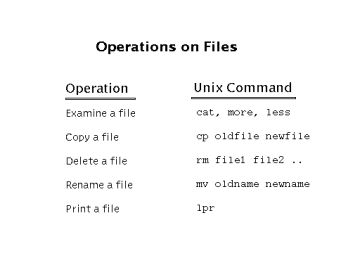 Operations on Files
Operation Unix Command
Examine a file cat, more, less
Copy a file cp oldfile newfile
Delete a file rm file1 file2 ..
Rename a file mv oldname newname
Print a file lpr